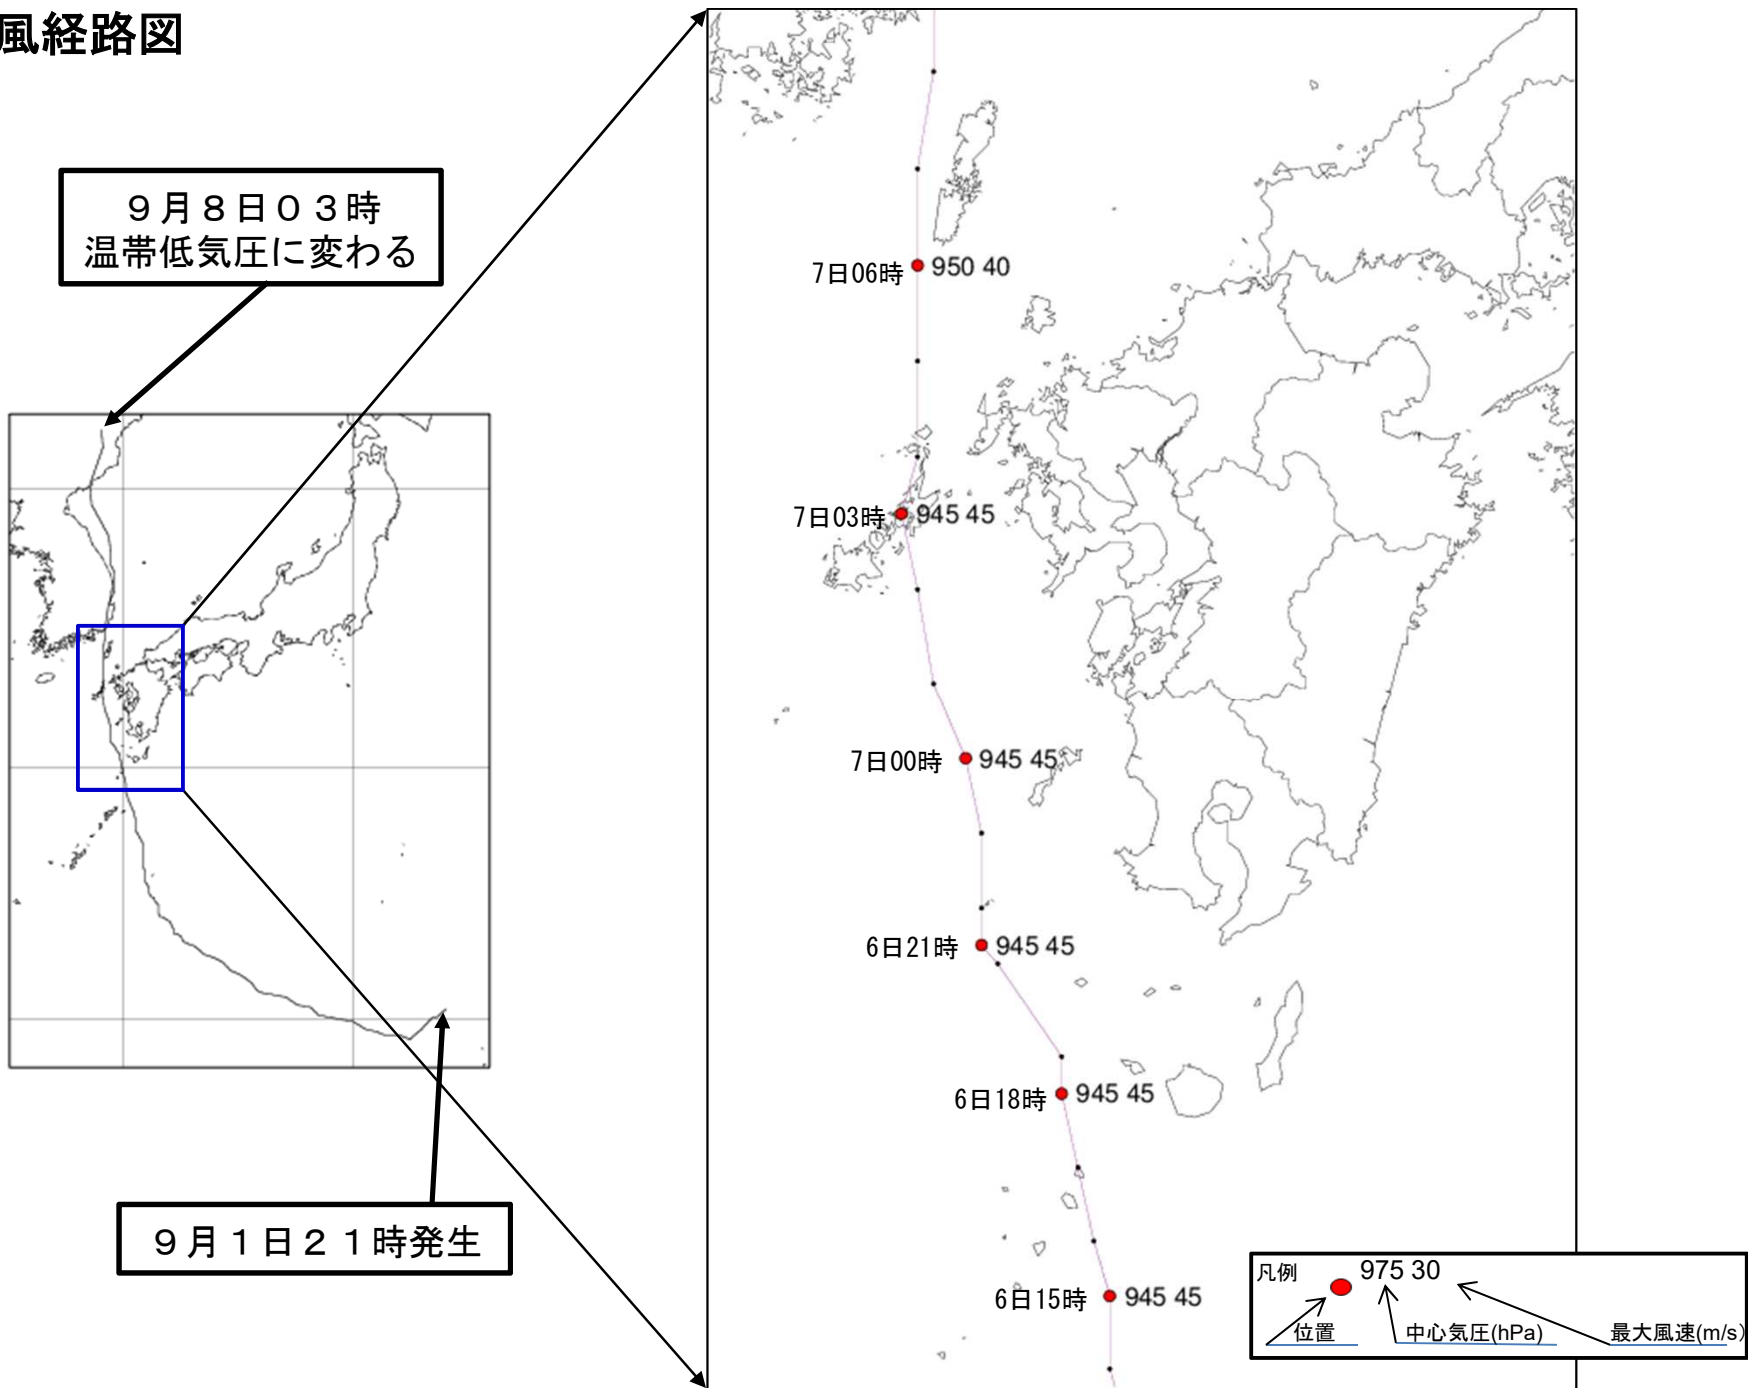 風経路図
９月８日０３時
温帯低気圧に変わる
7日06時 950 40
7日03時 945 45
7日00時 945 45
6日21時 945 45
6日18時 945 45
6日15時 945 45
９月１日２１時発生
凡例 975 30
位置 中心気圧(hPa) 最大風速(m/s)